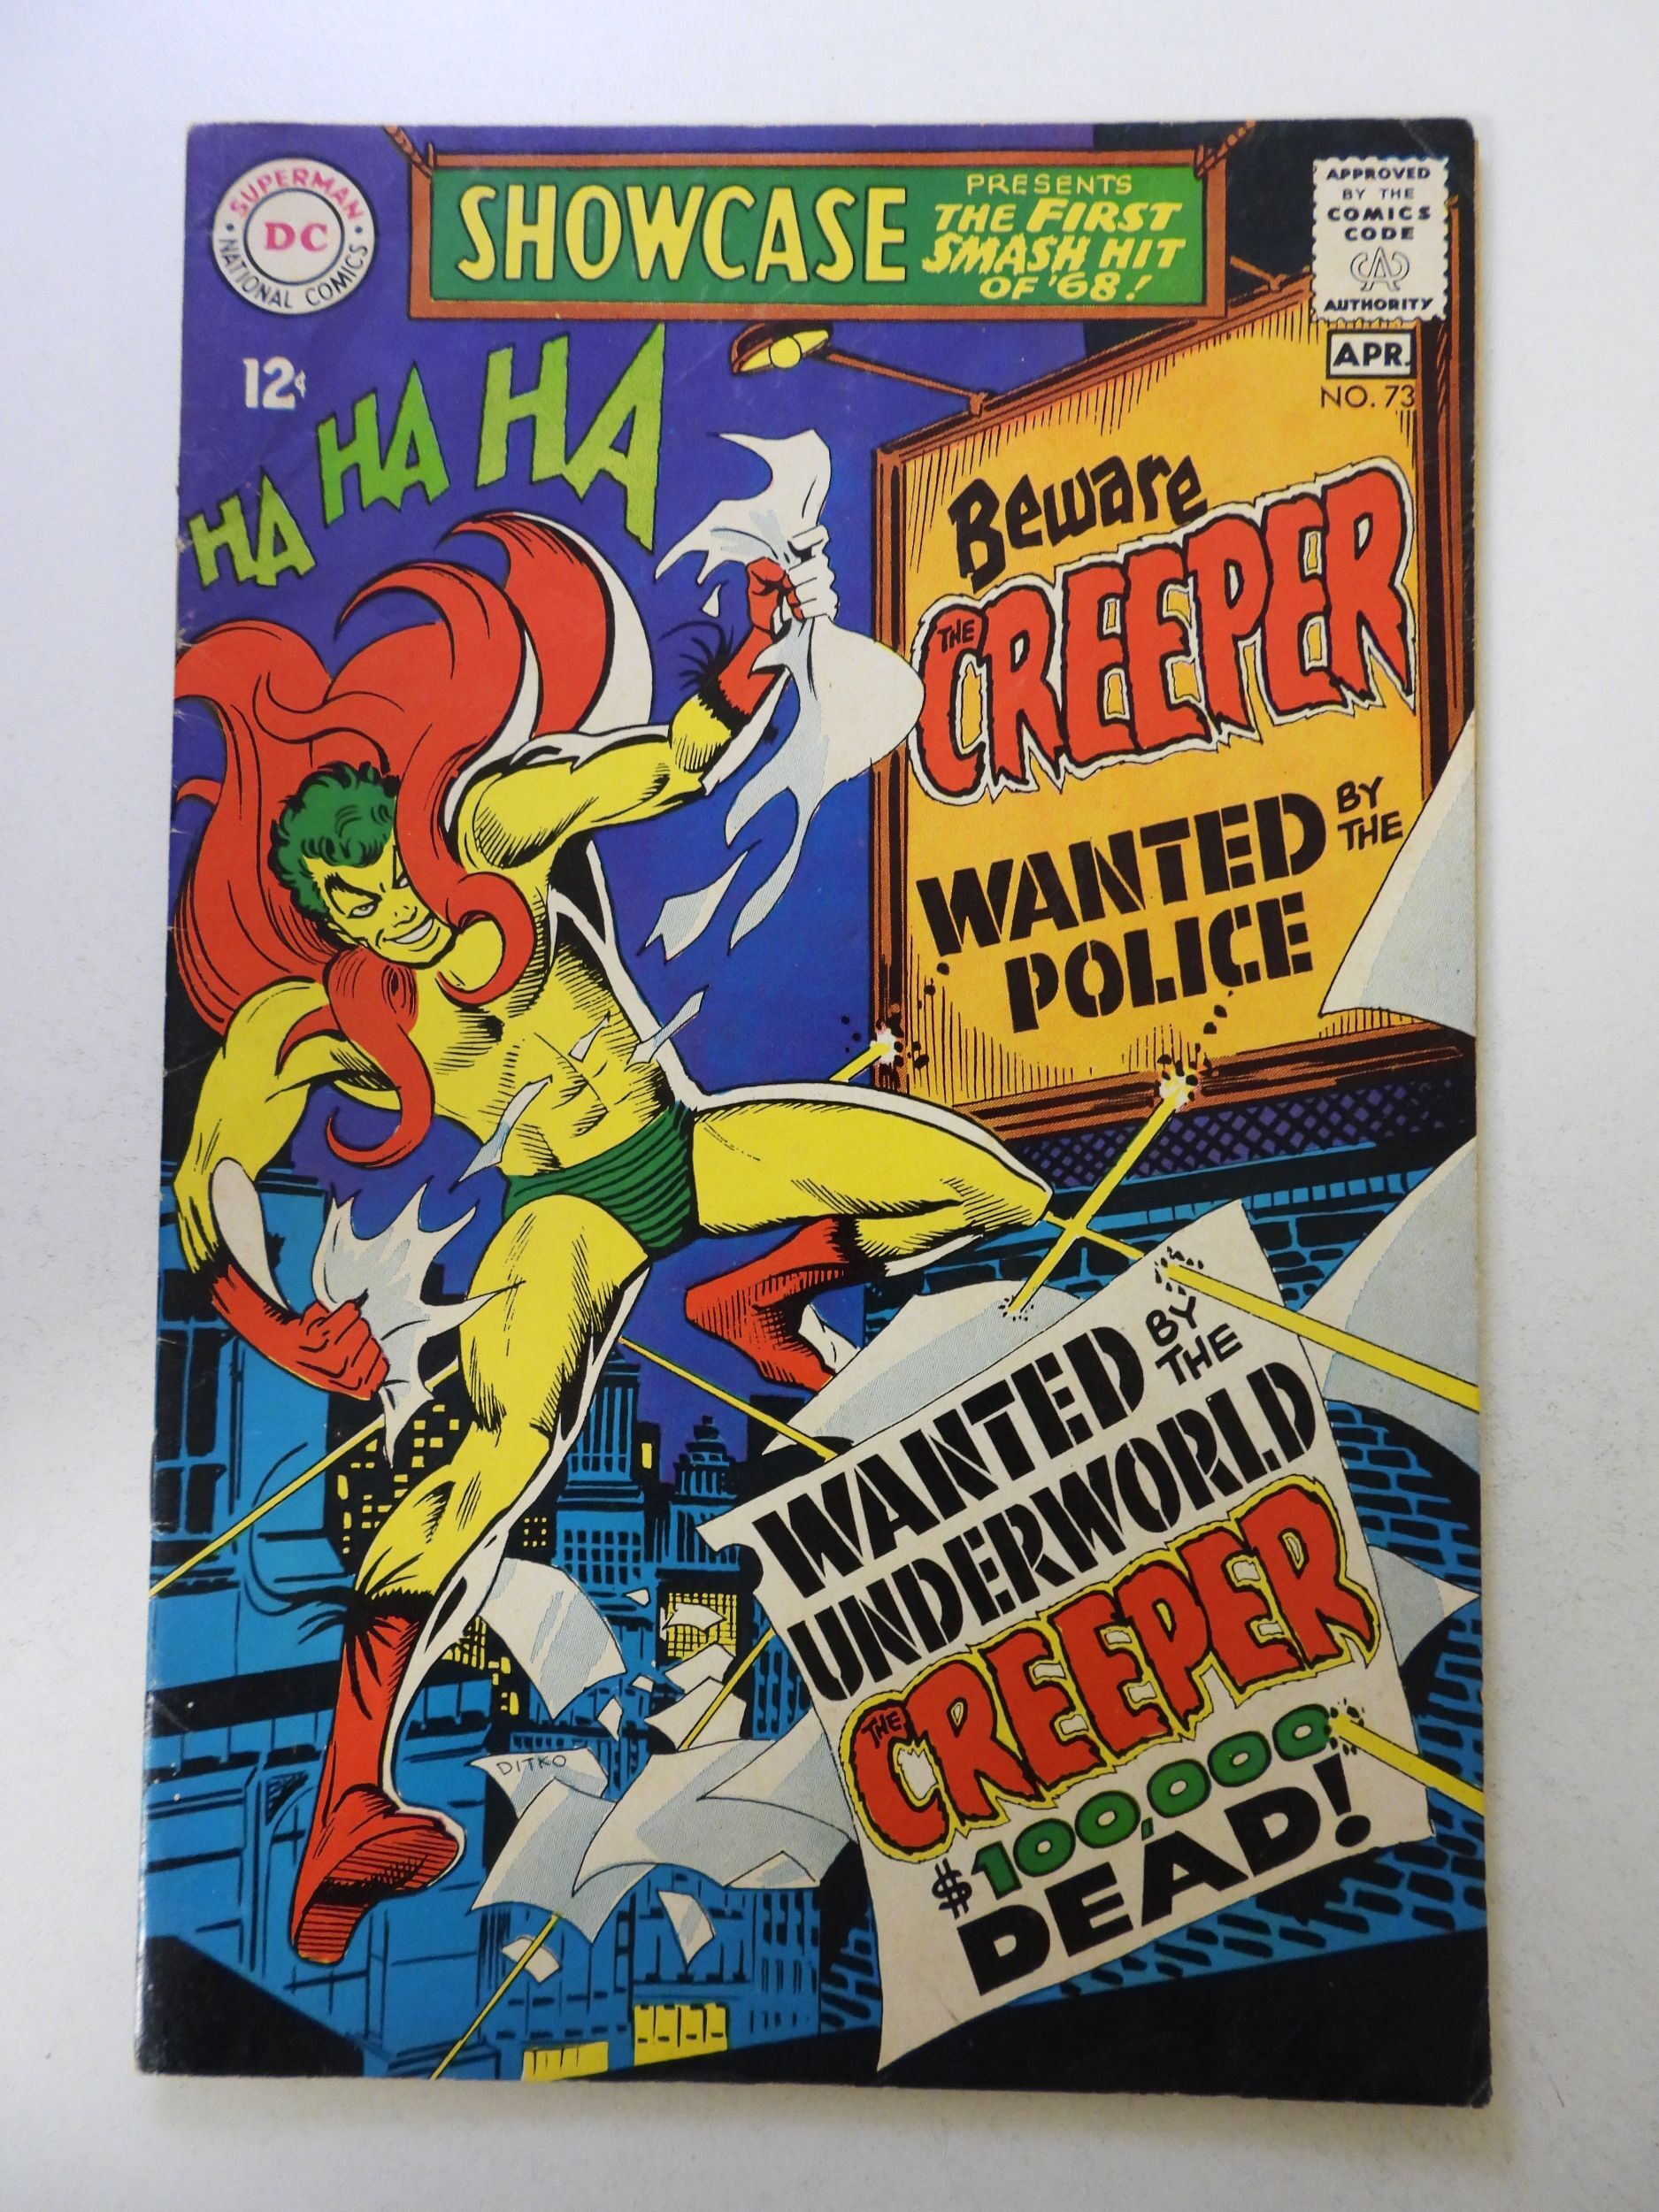 SUPERMAN
DC
NATIONAL COMICS
SHOWCASE
PRESENTS
THE FIRST
SMASH HIT
OF '68!
APPROVED
BY THE
COMICS
CODE
CA
AUTHORITY
APR.
NO. 73
12¢
HA HA HA
Beware
THE
CREEPER
WANTED BY THE
POLICE
WANTED BY THE
UNDERWORLD
THE
CREEPER
$100,000
DEAD!
DITKO